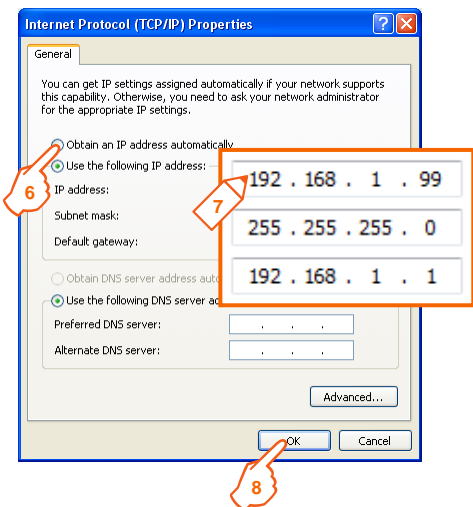 Internet Protocol (TCP/IP) Properties
General
You can get IP settings assigned automatically if your network supports
this capability. Otherwise, you need to ask your network administrator
for the appropriate IP settings.
Obtain an IP address automatically
6
Use the following IP address:
IP address:
192 . 168 . 1 . 99
7
Subnet mask:
255 . 255 . 255 . 0
Default gateway:
192 . 168 . 1 . 1
Obtain DNS server address auto
Use the following DNS server ad
Preferred DNS server:
. . .
Alternate DNS server:
. . .
Advanced...
OK
Cancel
8